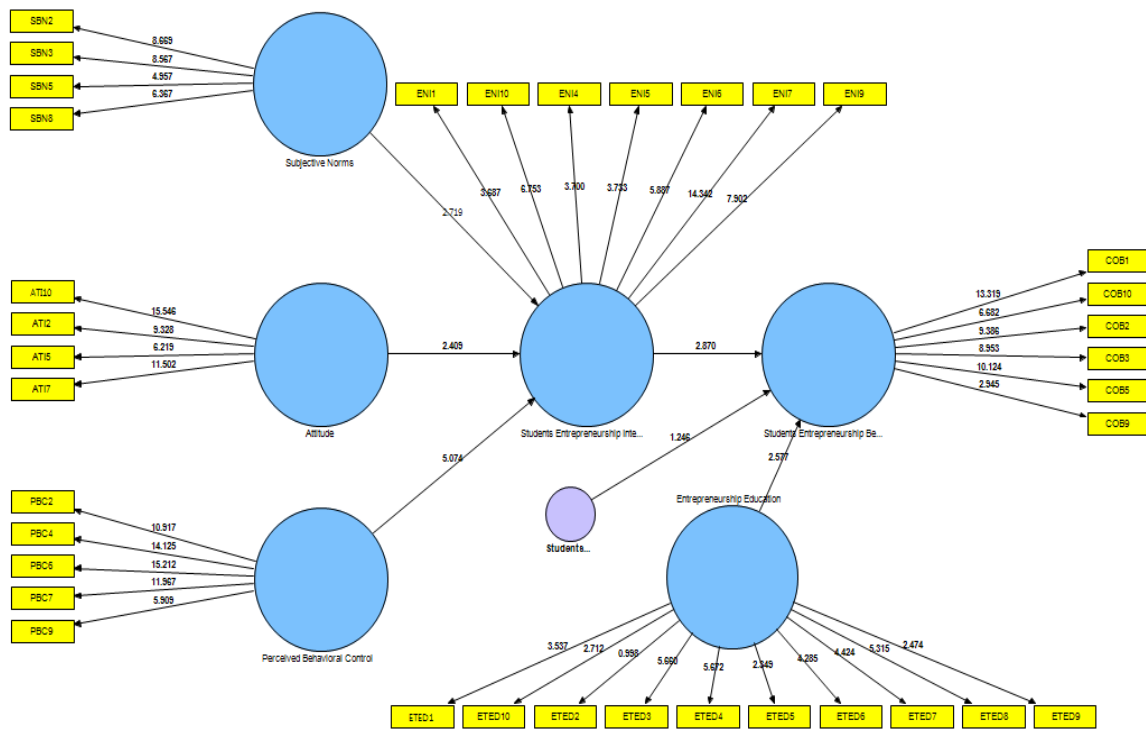 SBN2
8.669
SBN3
8.567
SBN5
4.957
SBN8
6.367
Subjective Norms
ENI1
ENI10
ENI4
ENI5
ENI6
ENI7
ENI9
3.687
6.753
3.700
3.733
5.887
14.342
7.902
2.719
ATI10
15.546
ATI2
9.328
ATI5
6.219
ATI7
11.502
Attitude
2.409
Students Entrepreneurship Inte...
2.870
Students Entrepreneurship Be...
COB1
13.319
COB10
6.682
COB2
9.386
COB3
8.953
COB5
10.124
COB9
2.945
5.074
1.246
2.577
Students...
Entrepreneurship Education
PBC2
10.917
PBC4
14.125
PBC6
15.212
PBC7
11.967
PBC9
5.909
Perceived Behavioral Control
3.537
2.712
0.998
5.660
5.672
2.349
4.285
4.424
5.315
2.474
ETED1
ETED10
ETED2
ETED3
ETED4
ETED5
ETED6
ETED7
ETED8
ETED9